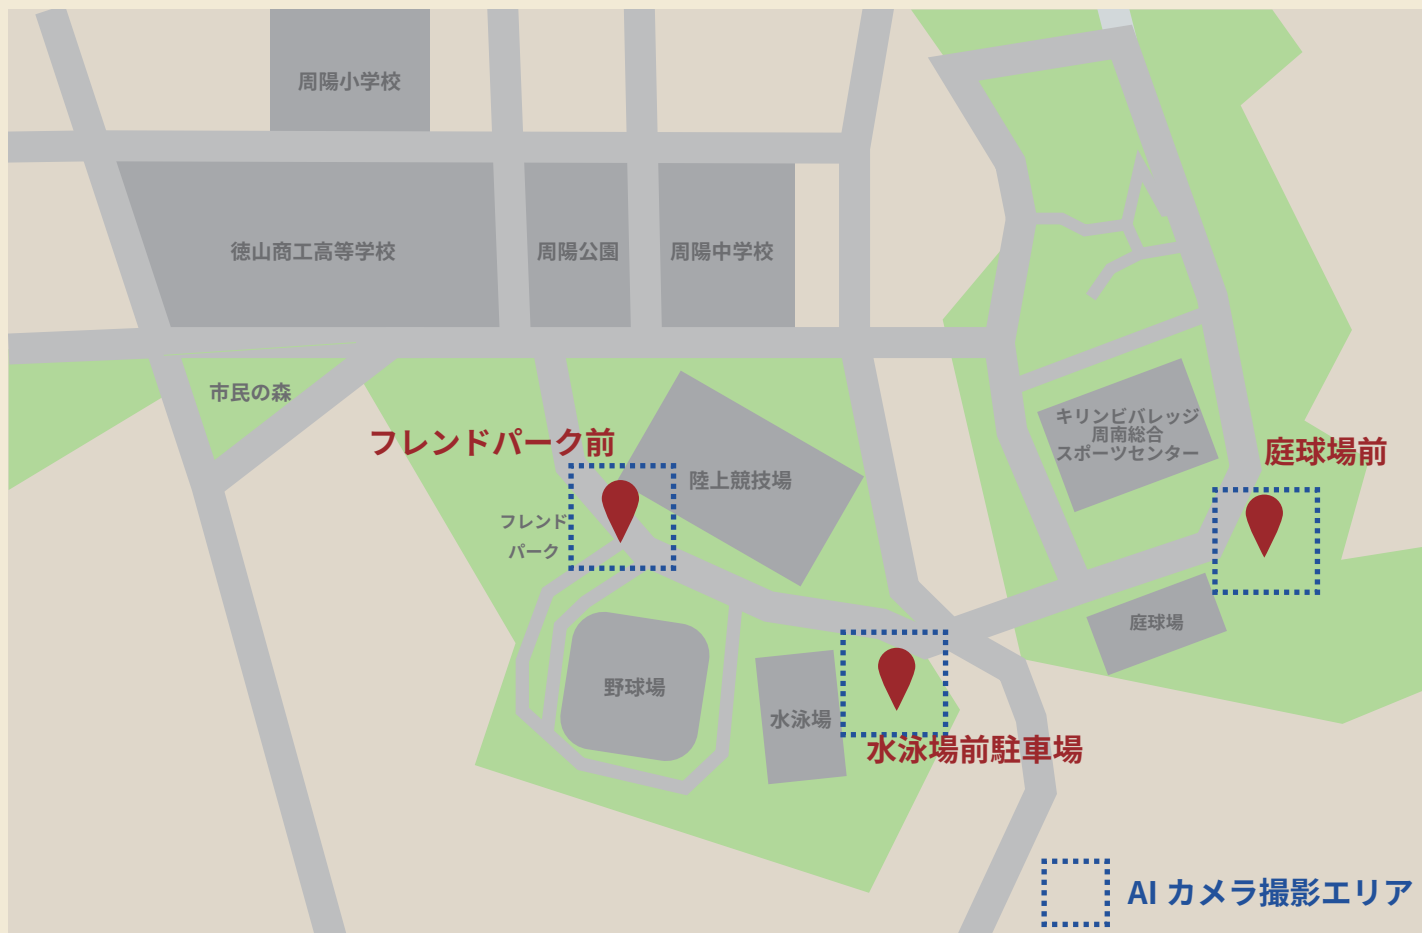 周陽小学校
徳山商工高等学校
周陽公園
周陽中学校
市民の森
フレンドパーク前
陸上競技場
キリンビバレッジ
周南総合
スポーツセンター
庭球場前
フレンド
パーク
庭球場
野球場
水泳場
水泳場前駐車場
AI カメラ撮影エリア